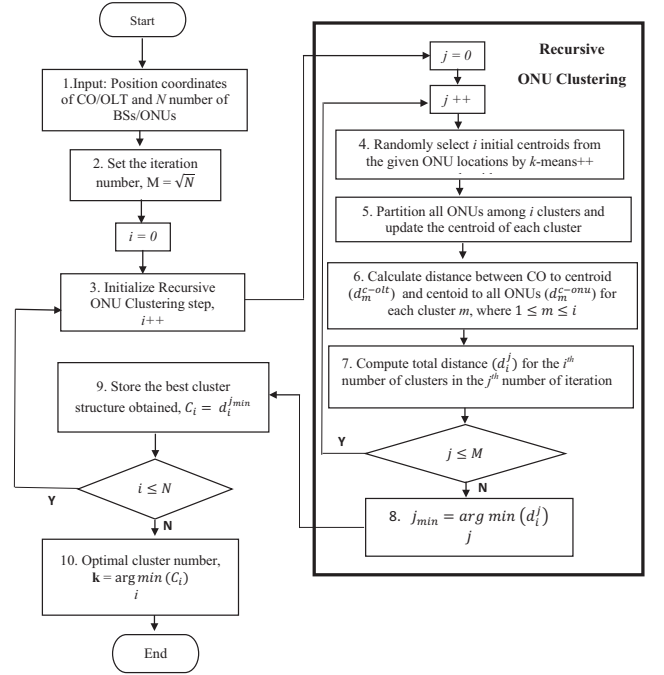 Start
1.Input: Position coordinates
of CO/OLT and N number of
BSs/ONUs
2. Set the iteration
number, M = √N
i = 0
3. Initialize Recursive
ONU Clustering step,
i++
Recursive
ONU Clustering
j = 0
j ++
4. Randomly select i initial centroids from
the given ONU locations by k-means++
5. Partition all ONUs among i clusters and
update the centroid of each cluster
6. Calculate distance between CO to centroid
(d_m^{c−olt}) and centoid to all ONUs (d_m^{c−onu}) for
each cluster m, where 1 ≤ m ≤ i
7. Compute total distance (d_i^j) for the i^{th}
number of clusters in the j^{th} number of iteration
j ≤ M
Y
N
8. j_{min} = arg min (d_i^j)
j
9. Store the best cluster
structure obtained, C_i = d_i^{j_{min}}
i ≤ N
Y
N
10. Optimal cluster number,
k = arg min (C_i)
i
End